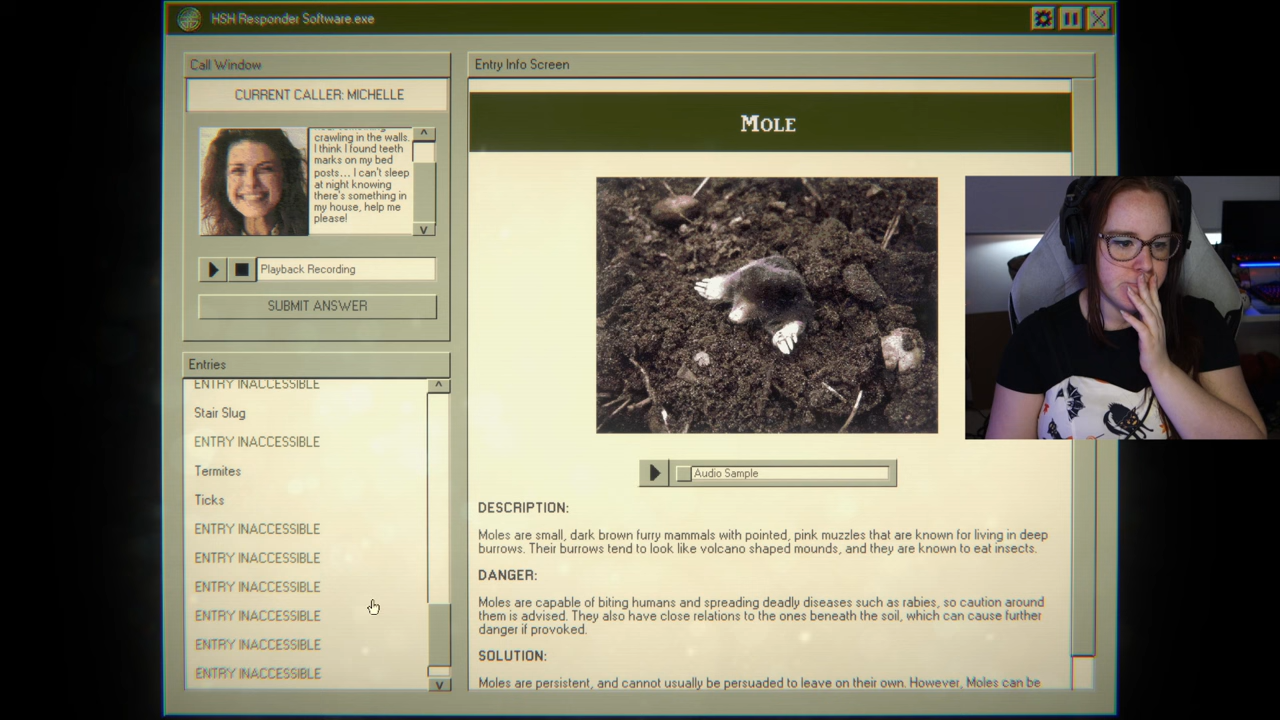 HSH Responder Software.exe
Call Window
CURRENT CALLER: MICHELLE
crawling in the walls.
I think I found teeth
marks on my bed
posts... I can't sleep
at night knowing
there's something in
my house, help me
please!
Playback Recording
SUBMIT ANSWER
Entries
ENTRY INACCESSIBLE
Stair Slug
ENTRY INACCESSIBLE
Termites
Ticks
ENTRY INACCESSIBLE
ENTRY INACCESSIBLE
ENTRY INACCESSIBLE
ENTRY INACCESSIBLE
ENTRY INACCESSIBLE
ENTRY INACCESSIBLE
Entry Info Screen
MOLE
Audio Sample
DESCRIPTION:
Moles are small, dark brown furry mammals with pointed, pink muzzles that are known for living in deep
burrows. Their burrows tend to look like volcano shaped mounds, and they are known to eat insects.
DANGER:
Moles are capable of biting humans and spreading deadly diseases such as rabies, so caution around
them is advised. They also have close relations to the ones beneath the soil, which can cause further
danger if provoked.
SOLUTION:
Moles are persistent, and cannot usually be persuaded to leave on their own. However, Moles can be